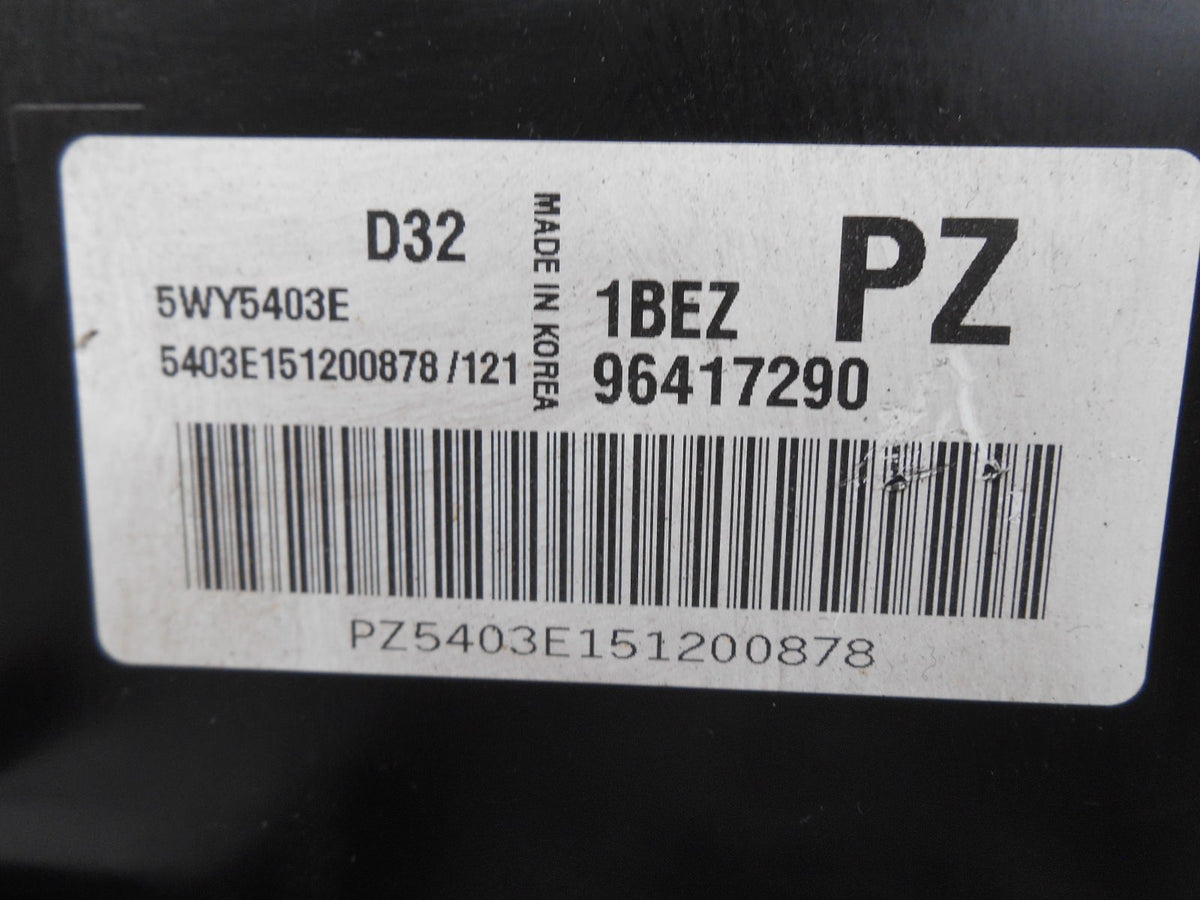 D32
5WY5403E
5403E151200878 /121
MADE IN KOREA
PZ
1BEZ
96417290
PZ5403E151200878